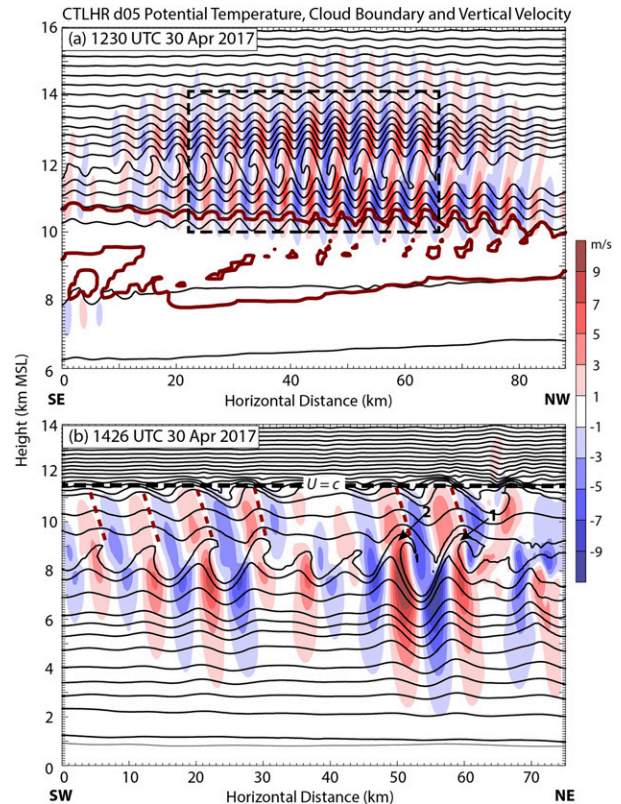 CTLHR d05 Potential Temperature, Cloud Boundary and Vertical Velocity
(a) 1230 UTC 30 Apr 2017
16
14
12
10
8
6
0 20 40 60 80
SE Horizontal Distance (km) NW
Height (km MSL)
m/s
9
7
5
3
1
-1
-3
-5
-7
-9
(b) 1426 UTC 30 Apr 2017
14
12
10
8
6
4
2
0
U = c
2
1
0 10 20 30 40 50 60 70
SW Horizontal Distance (km) NE